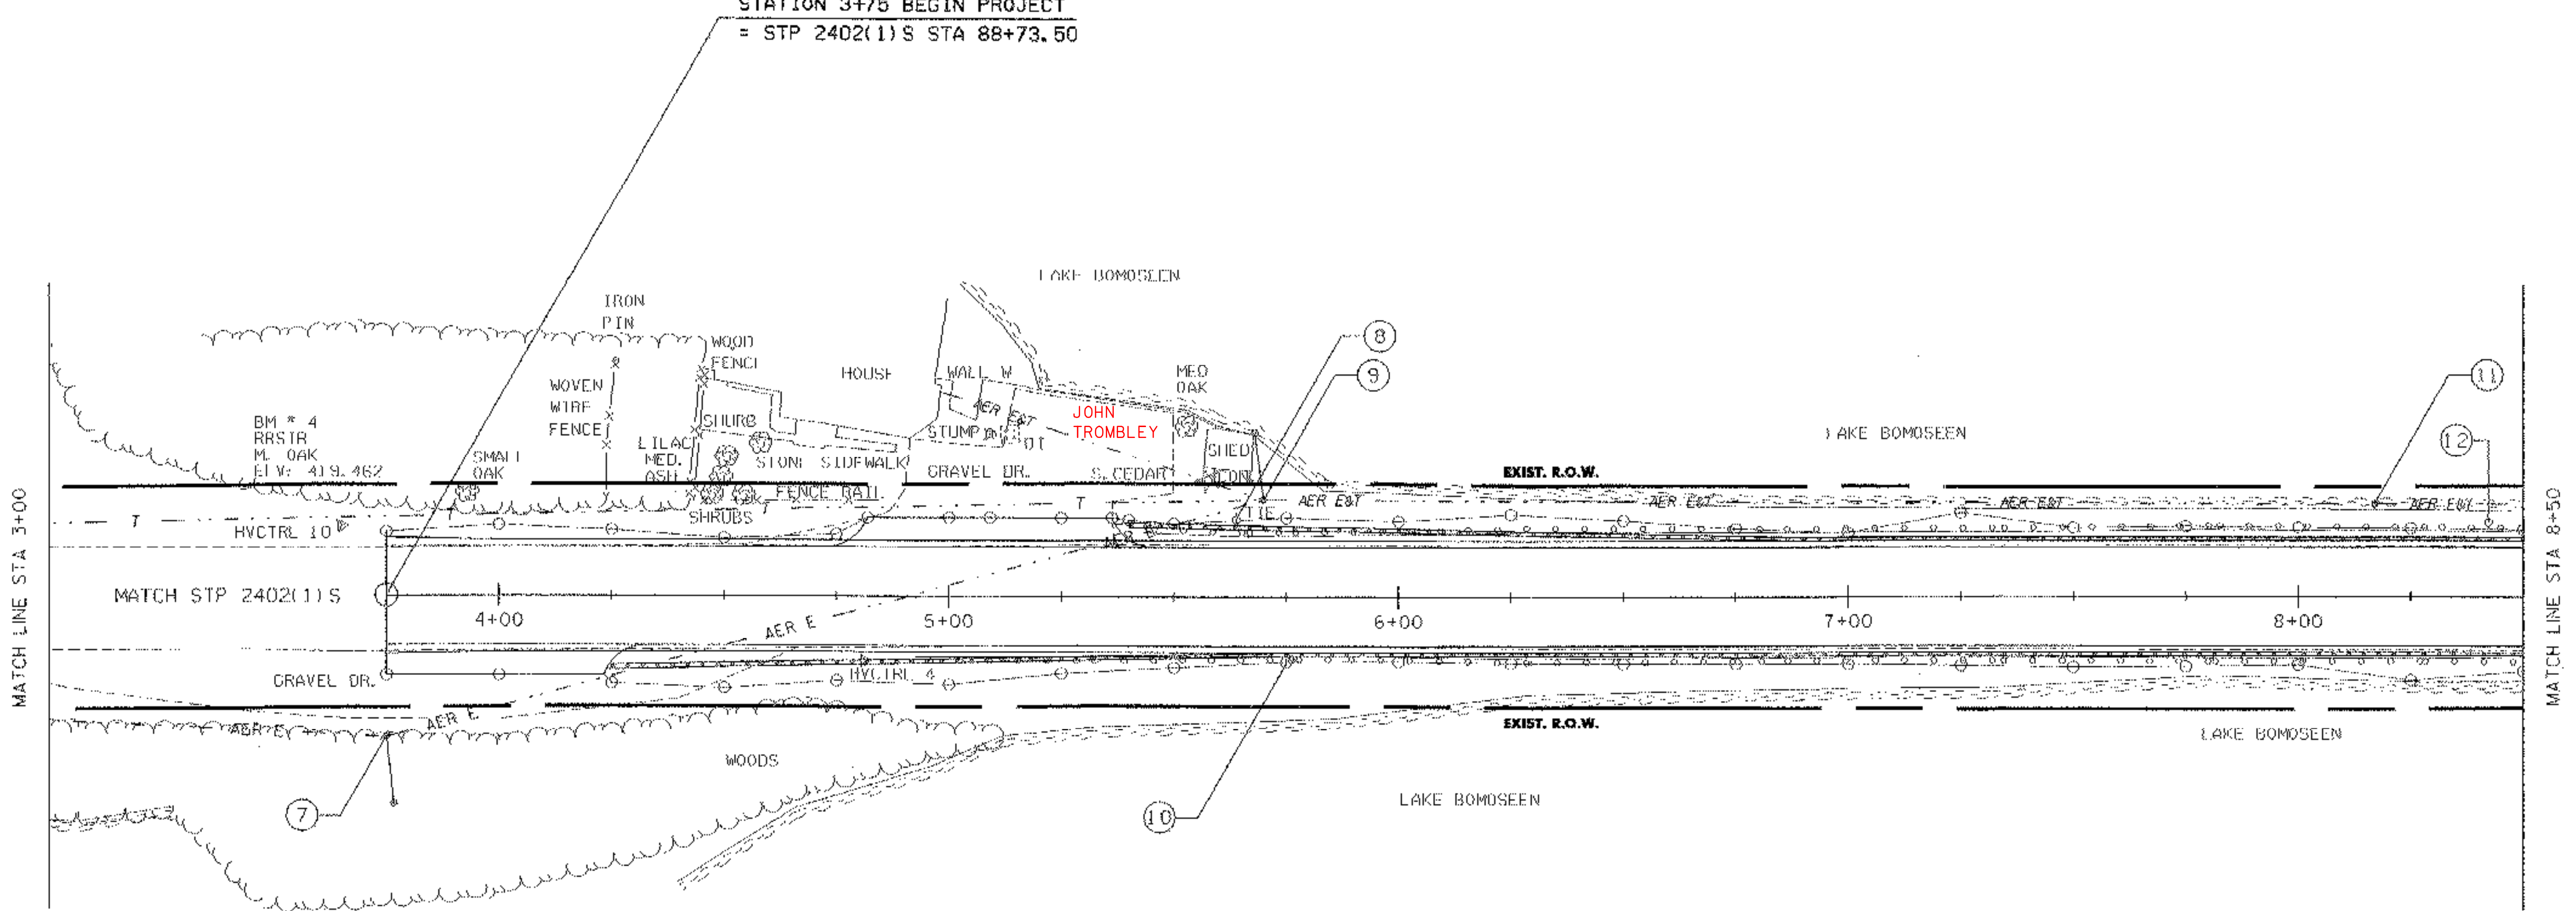 STATION 3+75 BEGIN PROJECT
= STP 2402(1)S STA 88+73.50
LAKE BOMOSEEN
IRON
PIN
WOOD
FENCE
HOUSE
WALL W
MED
OAK
8
9
11
12
WOVEN
WIRE
FENCE
SHURB
AER E&T
JOHN
TROMBLEY
STUMP
BM * 4
RRSTR
M. OAK
ELV: 419.462
SMALL
OAK
LILAC
MED.
ASH
STONE SIDEWALK
GRAVEL DR.
S. CEDAR
SHED
LAKE BOMOSEEN
EXIST. R.O.W.
FENCE RAIL
SHRUBS
T
T
T
T
TIE
AER E&T
AER E&T
AER E&T
AER E&T
HVCTRL 10
MATCH LINE STA 3+00
MATCH STP 2402(1)S
4+00
5+00
6+00
7+00
8+00
MATCH LINE STA 8+50
AER E
GRAVEL DR.
HVCTRL 4
AER E
AER E
EXIST. R.O.W.
WOODS
LAKE BOMOSEEN
LAKE BOMOSEEN
7
10